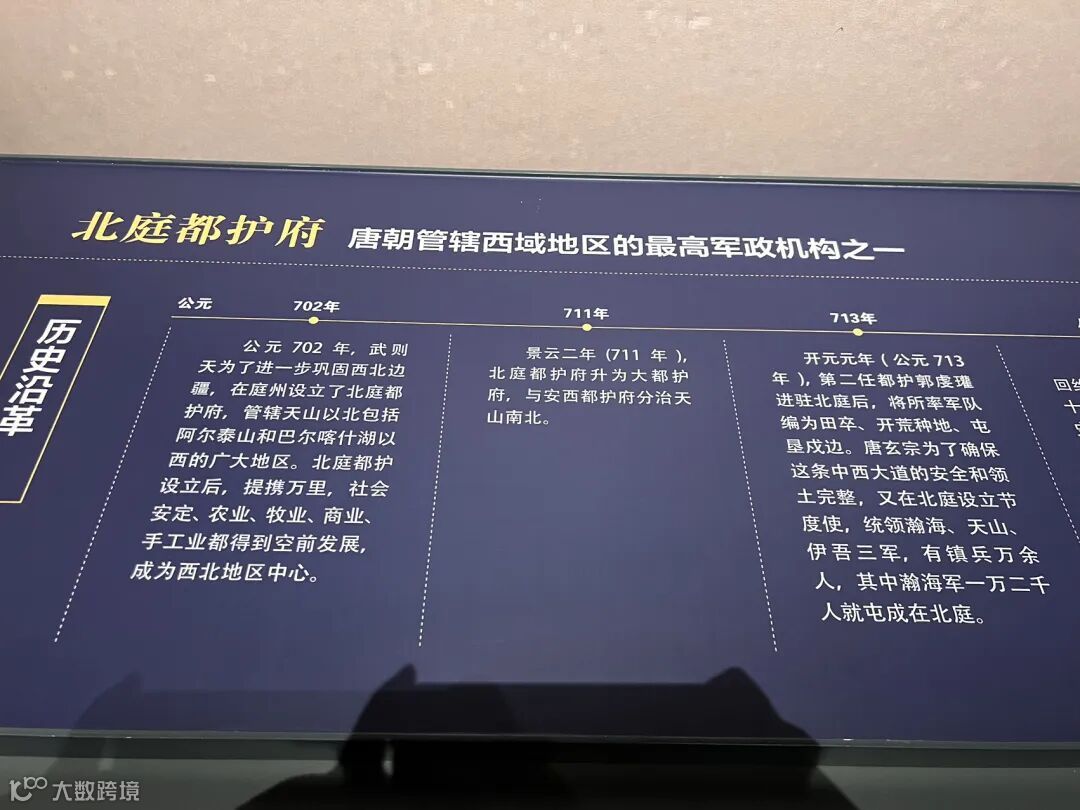 北庭都护府 唐朝管辖西域地区的最高军政机构之一
历史沿革
公元
702年
公元 702 年，武则
天为了进一步巩固西北边
疆，在庭州设立了北庭都
护府，管辖天山以北包括
阿尔泰山和巴尔喀什湖以
西的广大地区。北庭都护
设立后，提携万里，社会
安定、农业、牧业、商业、
手工业都得到空前发展，
成为西北地区中心。
711年
景云二年（711 年），
北庭都护府升为大都护
府，与安西都护府分治天
山南北。
713年
开元元年（公元 713
年），第二任都护郭虔瓘
进驻北庭后，将所率军队
编为田卒、开荒种地、屯
垦戍边。唐玄宗为了确保
这条中西大道的安全和领
土完整，又在北庭设立节
度使，统领瀚海、天山、
伊吾三军，有镇兵万余
人，其中瀚海军一万二千
人就屯成在北庭。
十
大数跨境